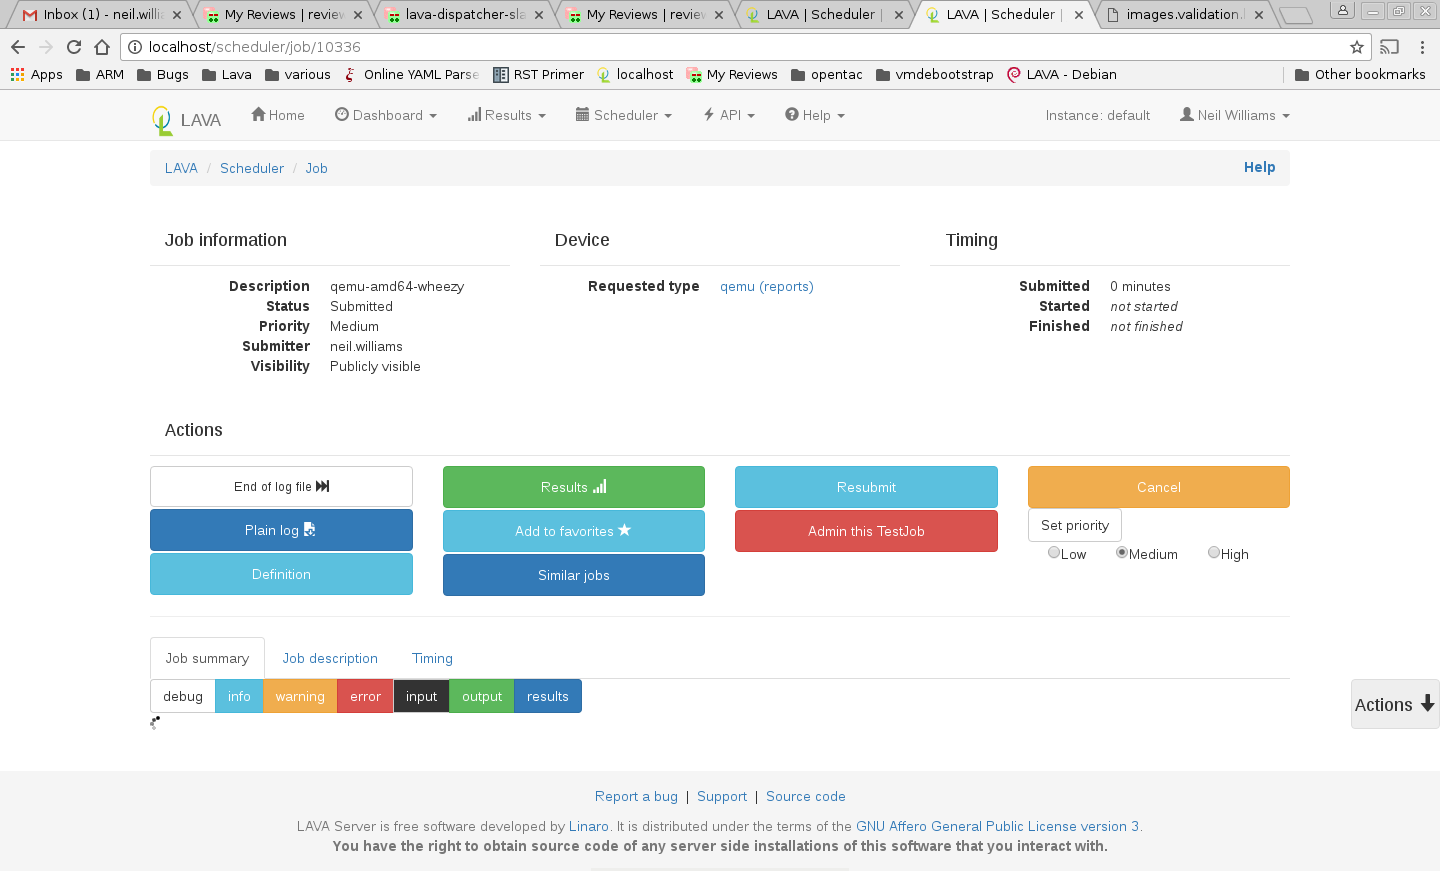 Inbox (1) - neil.willia My Reviews | review lava-dispatcher-sla My Reviews | review LAVA | Scheduler | LAVA | Scheduler | images.validation.l
localhost/scheduler/job/10336
Apps ARM Bugs Lava various Online YAML Parse RST Primer localhost My Reviews opentac vmdebootstrap LAVA - Debian Other bookmarks
LAVA Home Dashboard Results Scheduler API Help Instance: default Neil Williams
LAVA / Scheduler / Job Help
Job information Device Timing
Description qemu-amd64-wheezy Requested type qemu (reports) Submitted 0 minutes
Status Submitted Started not started
Priority Medium Finished not finished
Submitter neil.williams
Visibility Publicly visible
Actions
End of log file Results Resubmit Cancel
Plain log Add to favorites Admin this TestJob Set priority
Low Medium High
Definition Similar jobs
Job summary Job description Timing
debug info warning error input output results
Actions
Report a bug | Support | Source code
LAVA Server is free software developed by Linaro. It is distributed under the terms of the GNU Affero General Public License version 3.
You have the right to obtain source code of any server side installations of this software that you interact with.